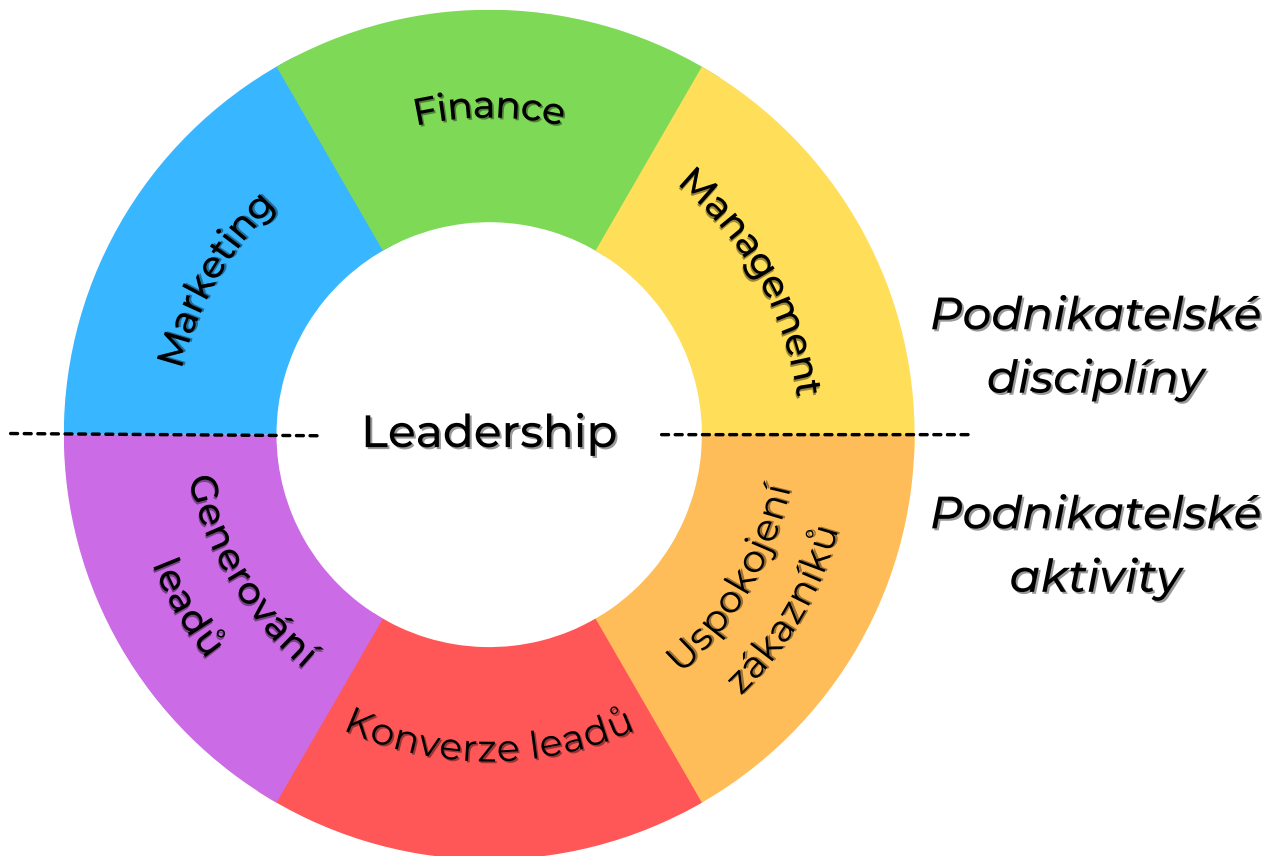 Finance
Marketing
Management
Podnikatelské
disciplíny
Leadership
Generování
leadů
Konverze leadů
Uspokojení
zákazníků
Podnikatelské
aktivity